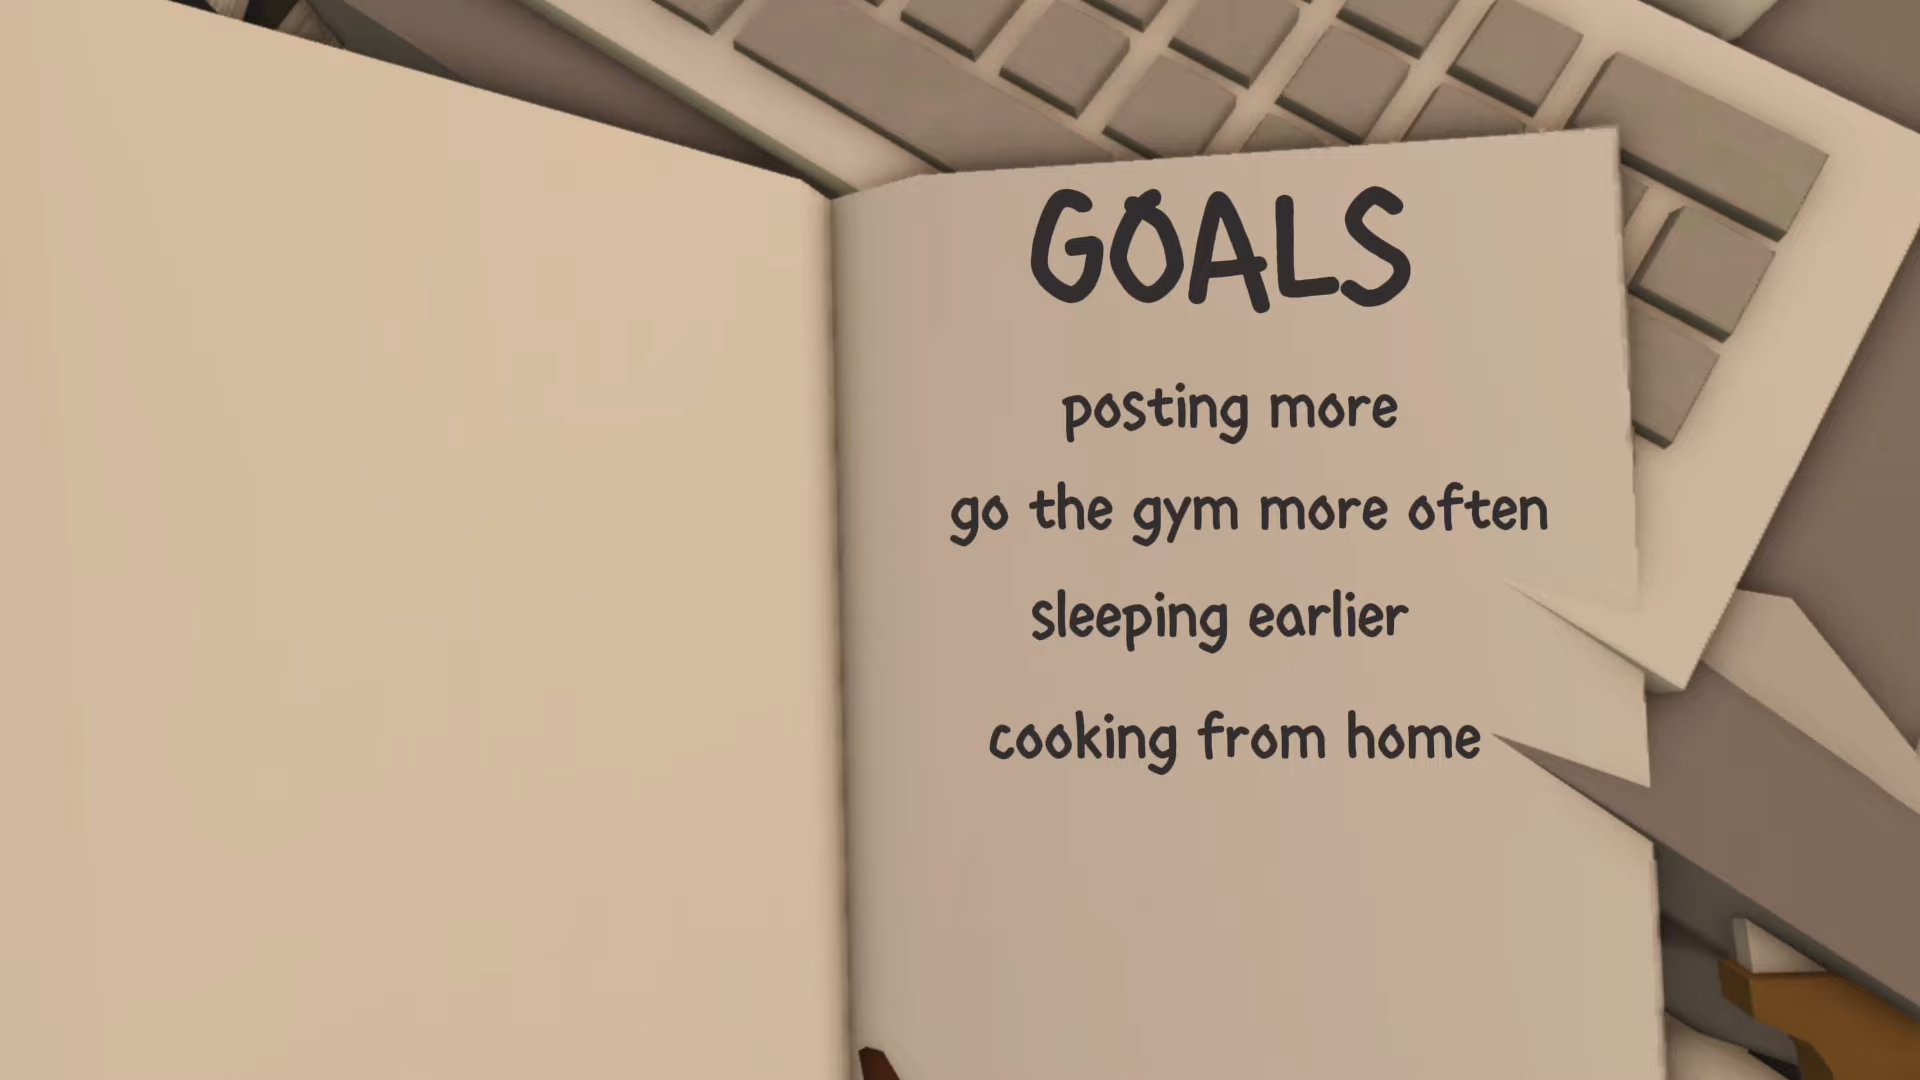 GOALS
posting more
go the gym more often
sleeping earlier
cooking from home